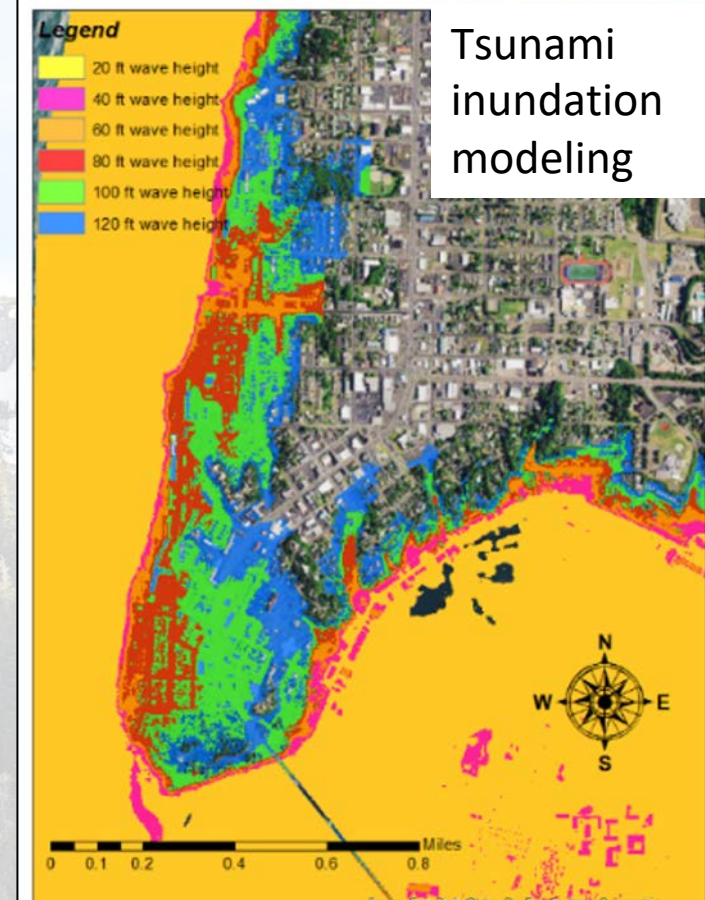 Legend
20 ft wave height
40 ft wave height
60 ft wave height
80 ft wave height
100 ft wave height
120 ft wave height
Tsunami
inundation
modeling
N
W E
S
Miles
0 0.1 0.2 0.4 0.6 0.8